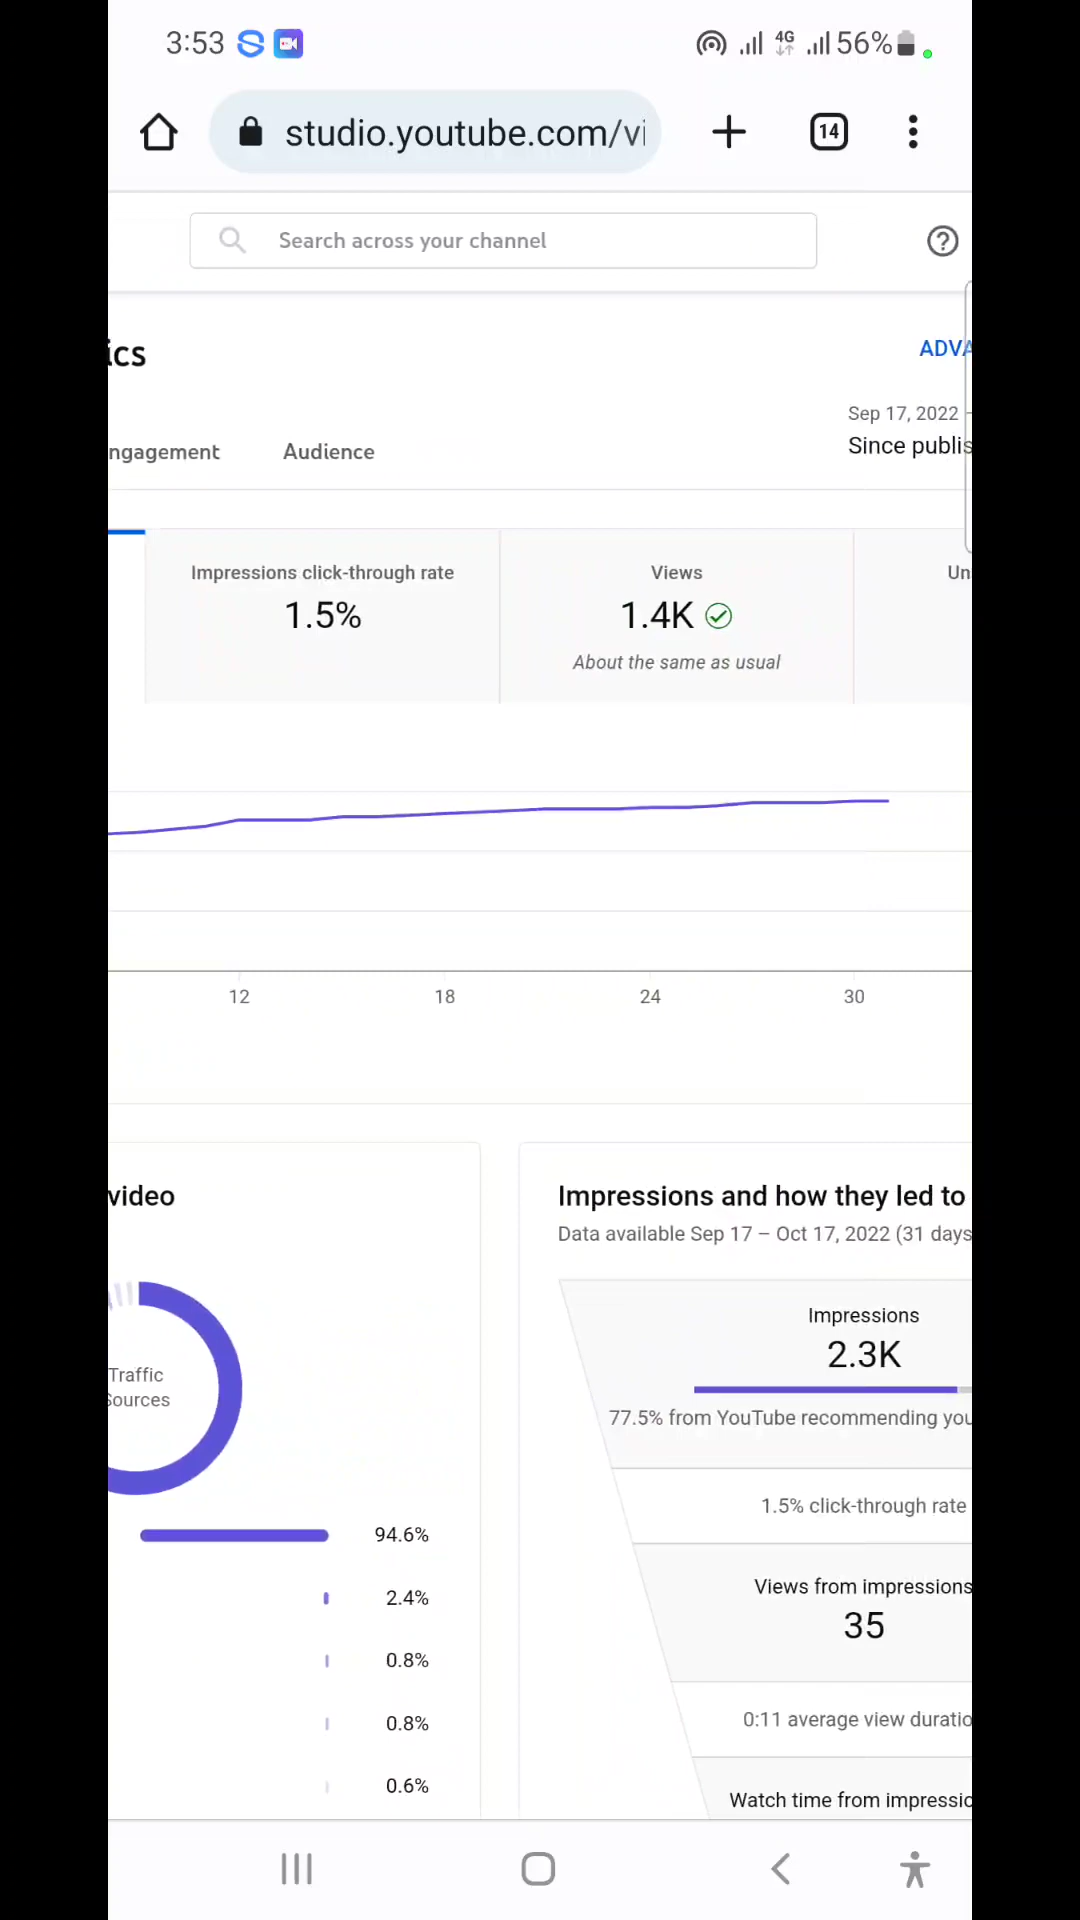 3:53
4G
56%
studio.youtube.com/vi
14
Search across your channel
ics
ADVA
Sep 17, 2022 –
ngagement
Audience
Since publis
Impressions click-through rate
1.5%
Views
1.4K
About the same as usual
Un
12
18
24
30
video
Impressions and how they led to
Data available Sep 17 – Oct 17, 2022 (31 days
Traffic
Sources
Impressions
2.3K
77.5% from YouTube recommending you
1.5% click-through rate
94.6%
2.4%
0.8%
0.8%
0.6%
Views from impressions
35
0:11 average view duratio
Watch time from impressio